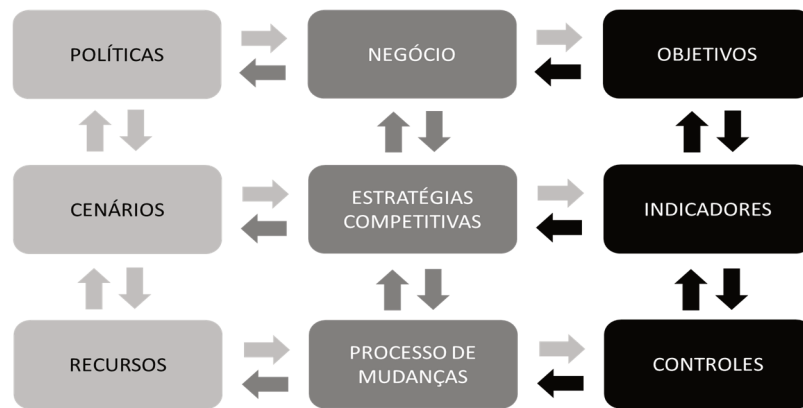 POLÍTICAS
NEGÓCIO
OBJETIVOS
CENÁRIOS
ESTRATÉGIAS
COMPETITIVAS
INDICADORES
RECURSOS
PROCESSO DE
MUDANÇAS
CONTROLES